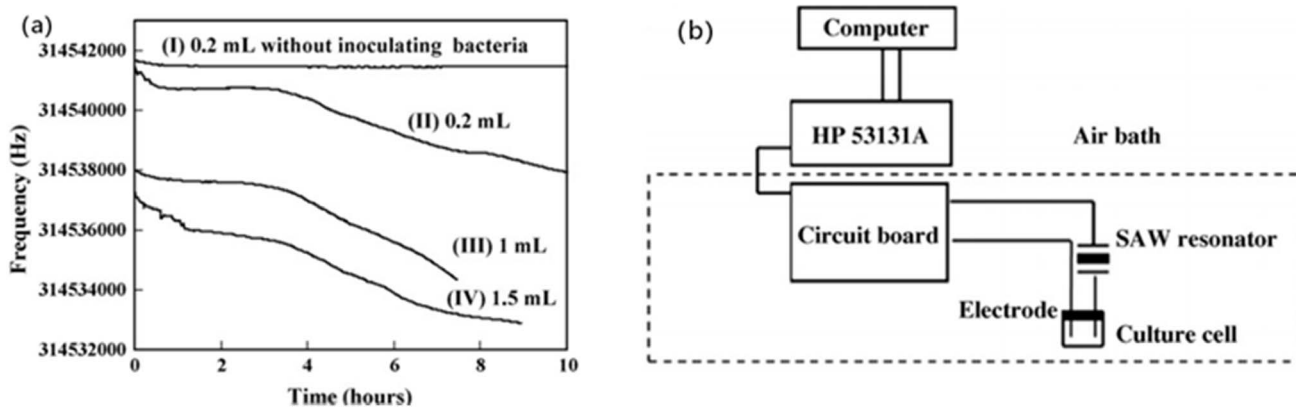 (a)
Frequency (Hz)
314542000
314540000
314538000
314536000
314534000
314532000
(I) 0.2 mL without inoculating bacteria
(II) 0.2 mL
(III) 1 mL
(IV) 1.5 mL
0 2 4 6 8 10
Time (hours)
(b)
Computer
HP 53131A
Air bath
Circuit board
SAW resonator
Electrode
Culture cell